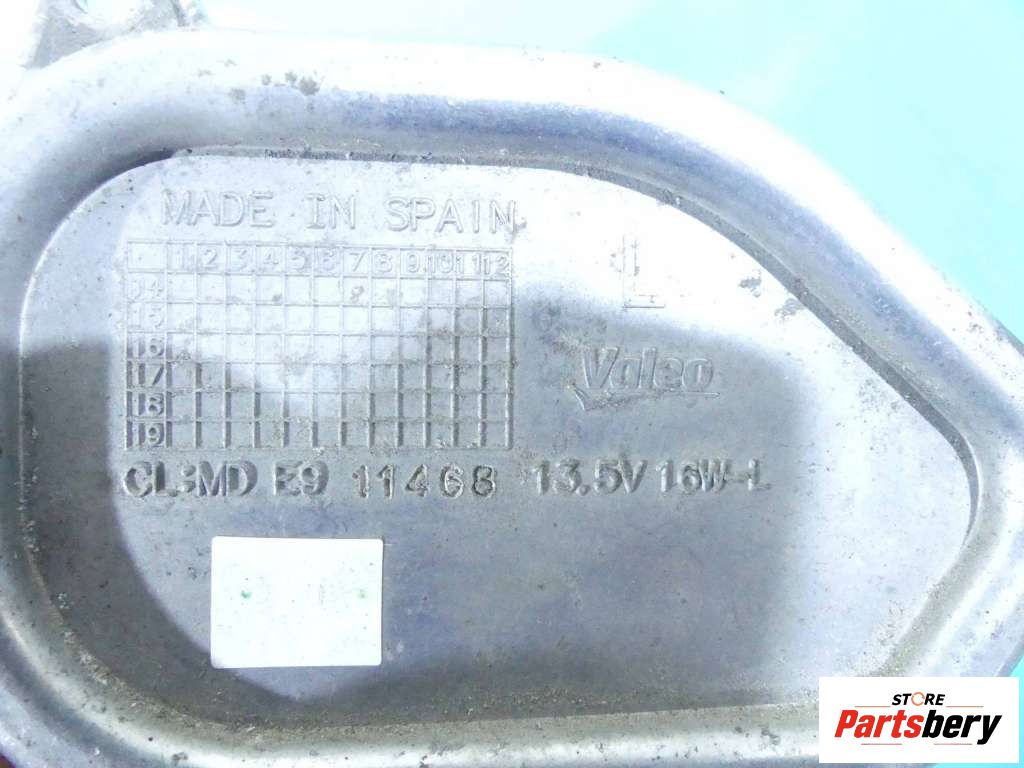 MADE IN SPAIN
L
1 2 3 4 5 6 7 8 9 10 11 12
14
15
16
17
18
19
Valeo
CL3MD E9 11468 13.5V 16W-L
STORE
Partsbery